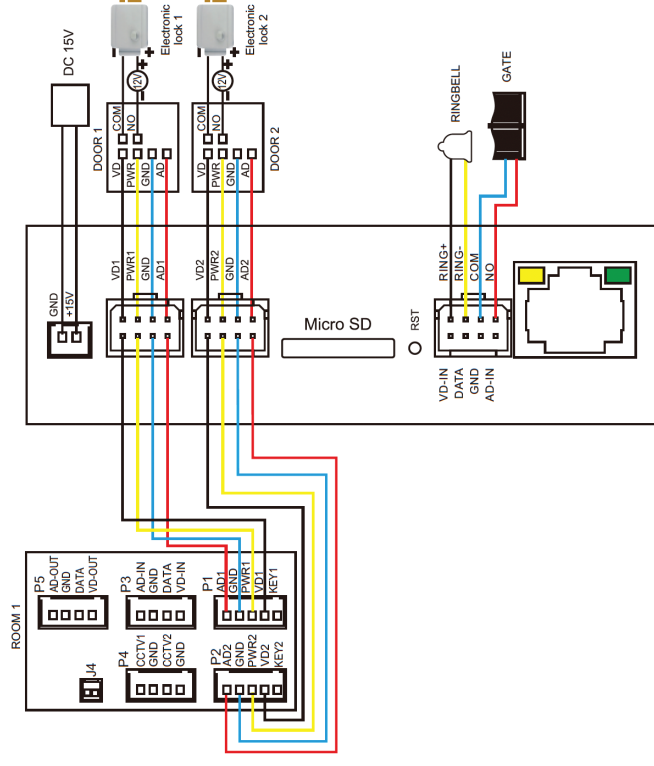 Electronic
lock 1
Electronic
lock 2
DC 15V
12V
12V
DOOR 1
COM
NO
VD
PWR
GND
AD
DOOR 2
COM
NO
VD
PWR
GND
AD
RINGBELL
GATE
GND
+15V
VD1
PWR1
GND
AD1
VD2
PWR2
GND
AD2
RING+
RING-
COM
NO
Micro SD
RST
VD-IN
DATA
GND
AD-IN
ROOM 1
P5
AD-OUT
GND
DATA
VD-OUT
P3
AD-IN
GND
DATA
VD-IN
P1
AD1
GND
PWR1
VD1
KEY1
J4
P4
CCTV1
GND
CCTV2
GND
P2
AD2
GND
PWR2
VD2
KEY2